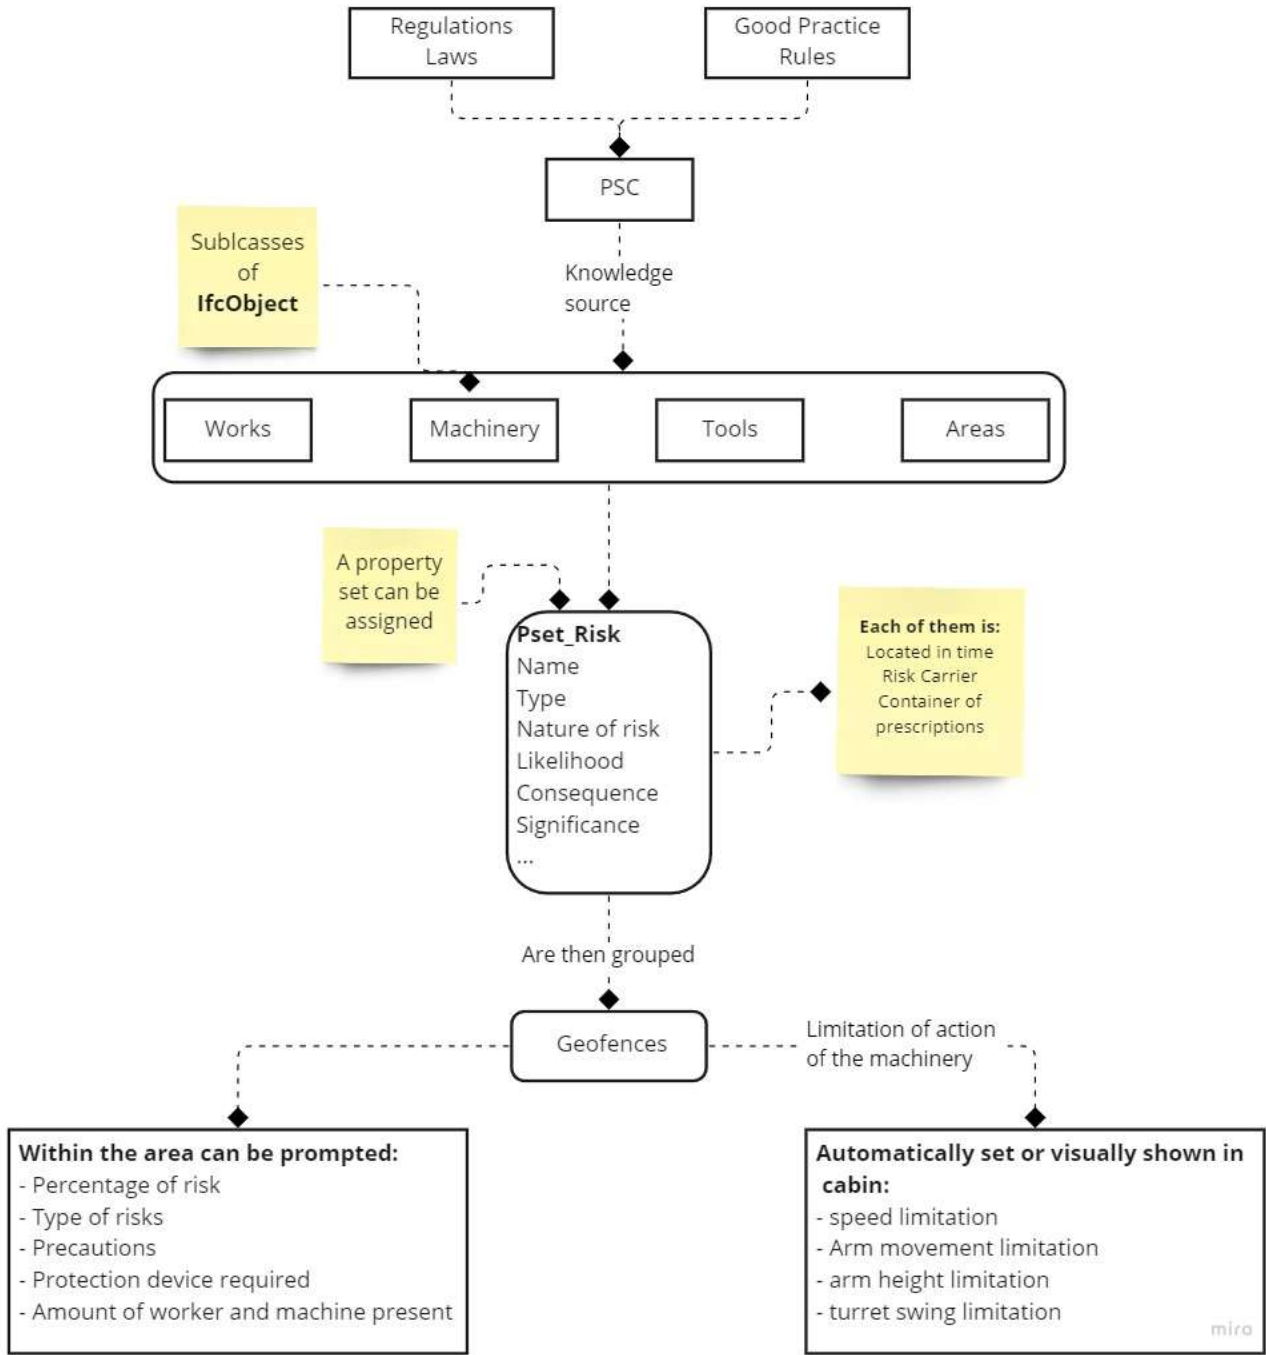 Regulations
Laws
Good Practice
Rules
PSC
Sublcasses
of
IfcObject
Knowledge
source
Works
Machinery
Tools
Areas
A property
set can be
assigned
Pset_Risk
Name
Type
Nature of risk
Likelihood
Consequence
Significance
...
Each of them is:
Located in time
Risk Carrier
Container of
prescriptions
Are then grouped
Geofences
Limitation of action
of the machinery
Within the area can be prompted:
- Percentage of risk
- Type of risks
- Precautions
- Protection device required
- Amount of worker and machine present
Automatically set or visually shown in
cabin:
- speed limitation
- Arm movement limitation
- arm height limitation
- turret swing limitation
miro